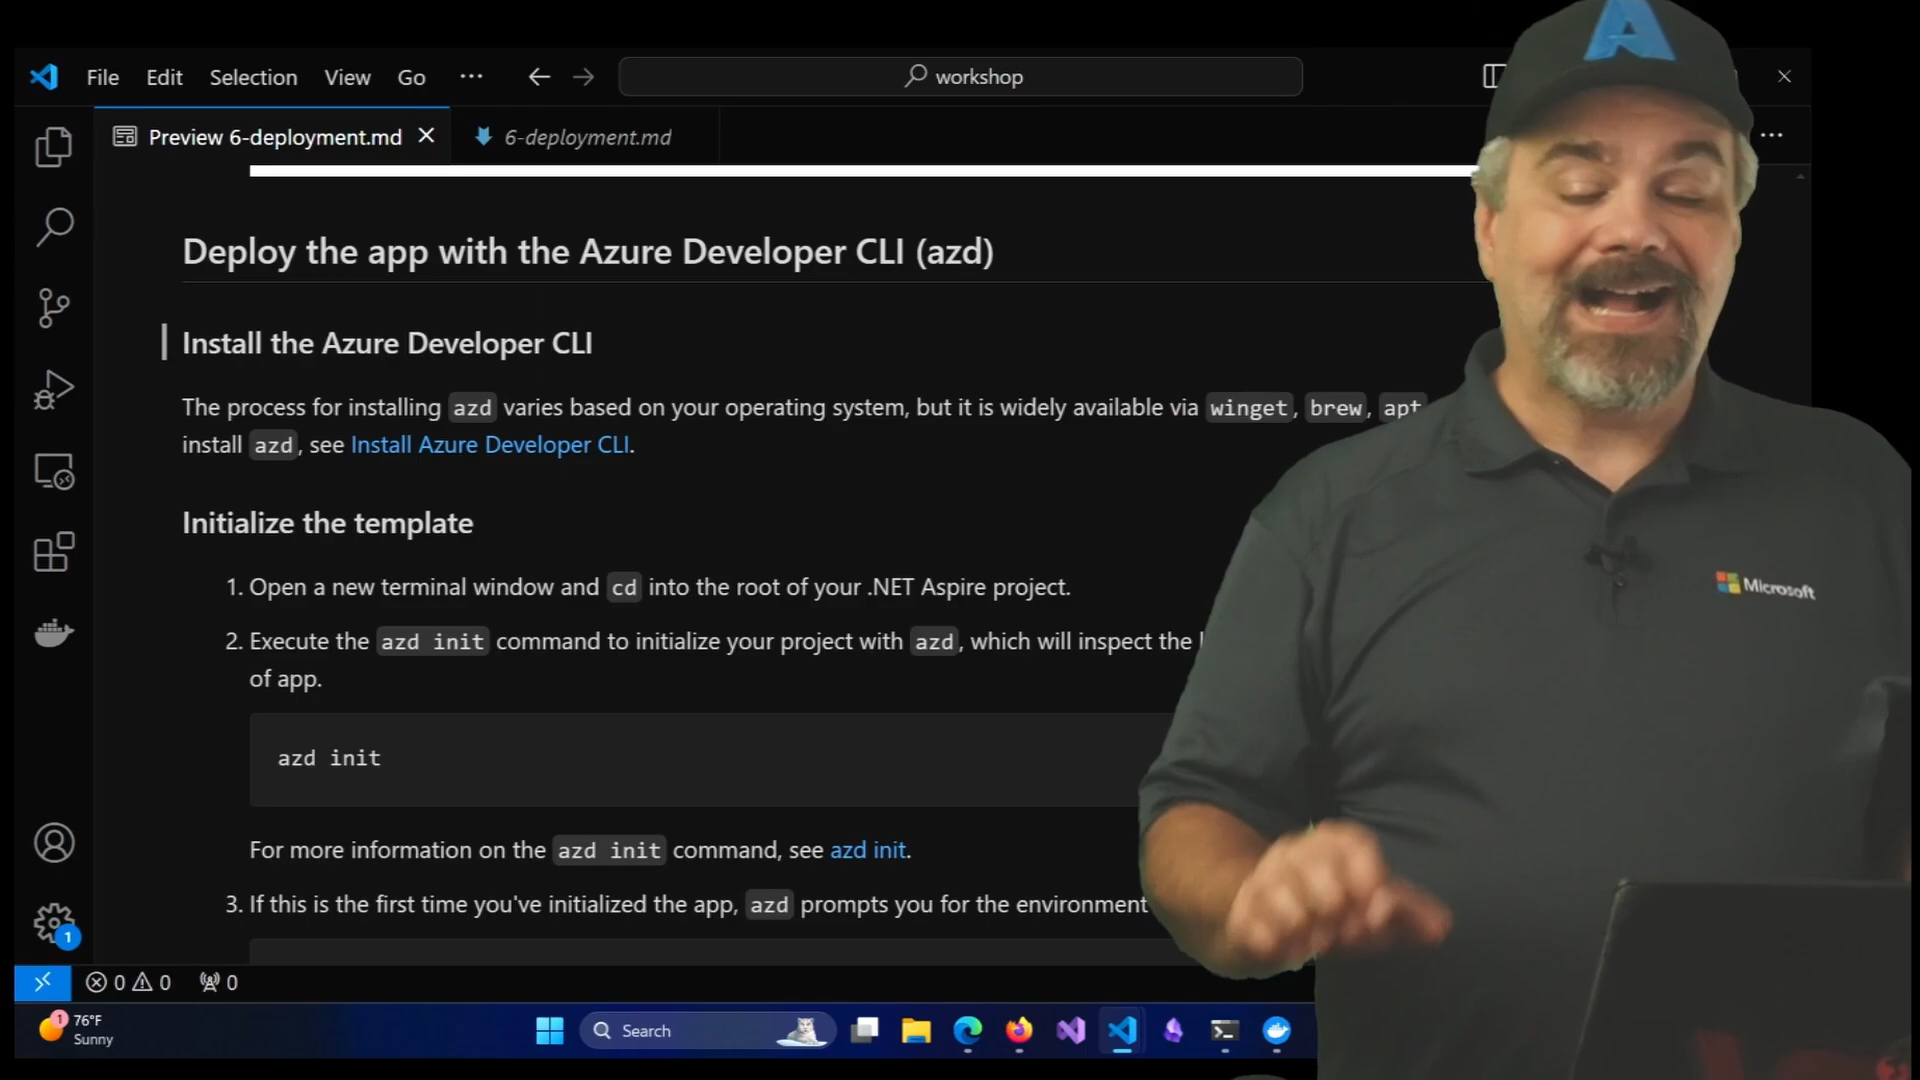 File Edit Selection View Go ··· workshop
Preview 6-deployment.md 6-deployment.md
Deploy the app with the Azure Developer CLI (azd)
Install the Azure Developer CLI
The process for installing azd varies based on your operating system, but it is widely available via winget, brew, apt
install azd, see Install Azure Developer CLI.
Initialize the template
1. Open a new terminal window and cd into the root of your .NET Aspire project.
2. Execute the azd init command to initialize your project with azd, which will inspect the
of app.
azd init
For more information on the azd init command, see azd init.
3. If this is the first time you've initialized the app, azd prompts you for the environment
Microsoft
1
0 0 0
1
76°F
Sunny
Search